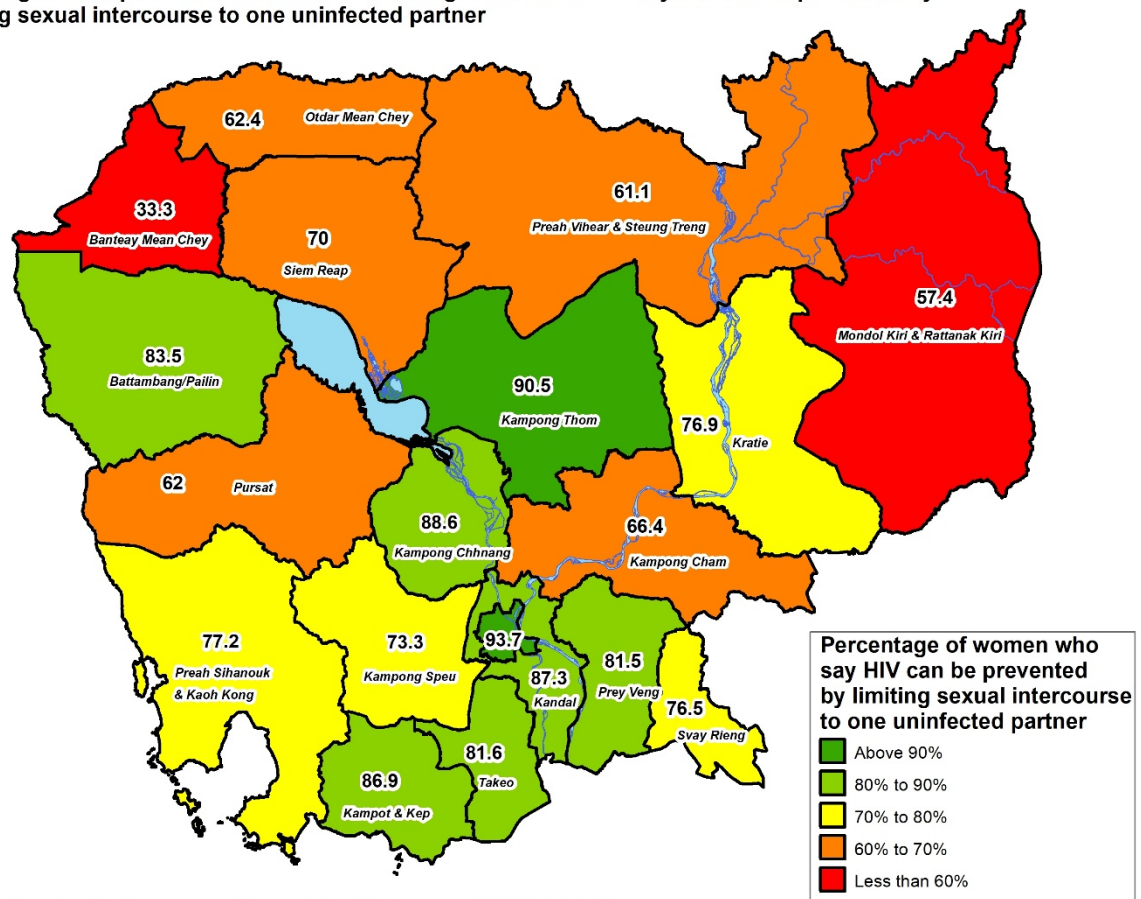 ng sexual intercourse to one uninfected partner
62.4
Otdar Mean Chey
33.3
Banteay Mean Chey
70
Siem Reap
61.1
Preah Vihear & Steung Treng
57.4
Mondol Kiri & Rattanak Kiri
83.5
Battambang/Pailin
90.5
Kampong Thom
76.9
Kratie
62
Pursat
88.6
Kampong Chhnang
66.4
Kampong Cham
77.2
Preah Sihanouk
& Kaoh Kong
73.3
Kampong Speu
93.7
87.3
Kandal
81.5
Prey Veng
76.5
Svay Rieng
81.6
Takeo
86.9
Kampot & Kep
Percentage of women who
say HIV can be prevented
by limiting sexual intercourse
to one uninfected partner
Above 90%
80% to 90%
70% to 80%
60% to 70%
Less than 60%